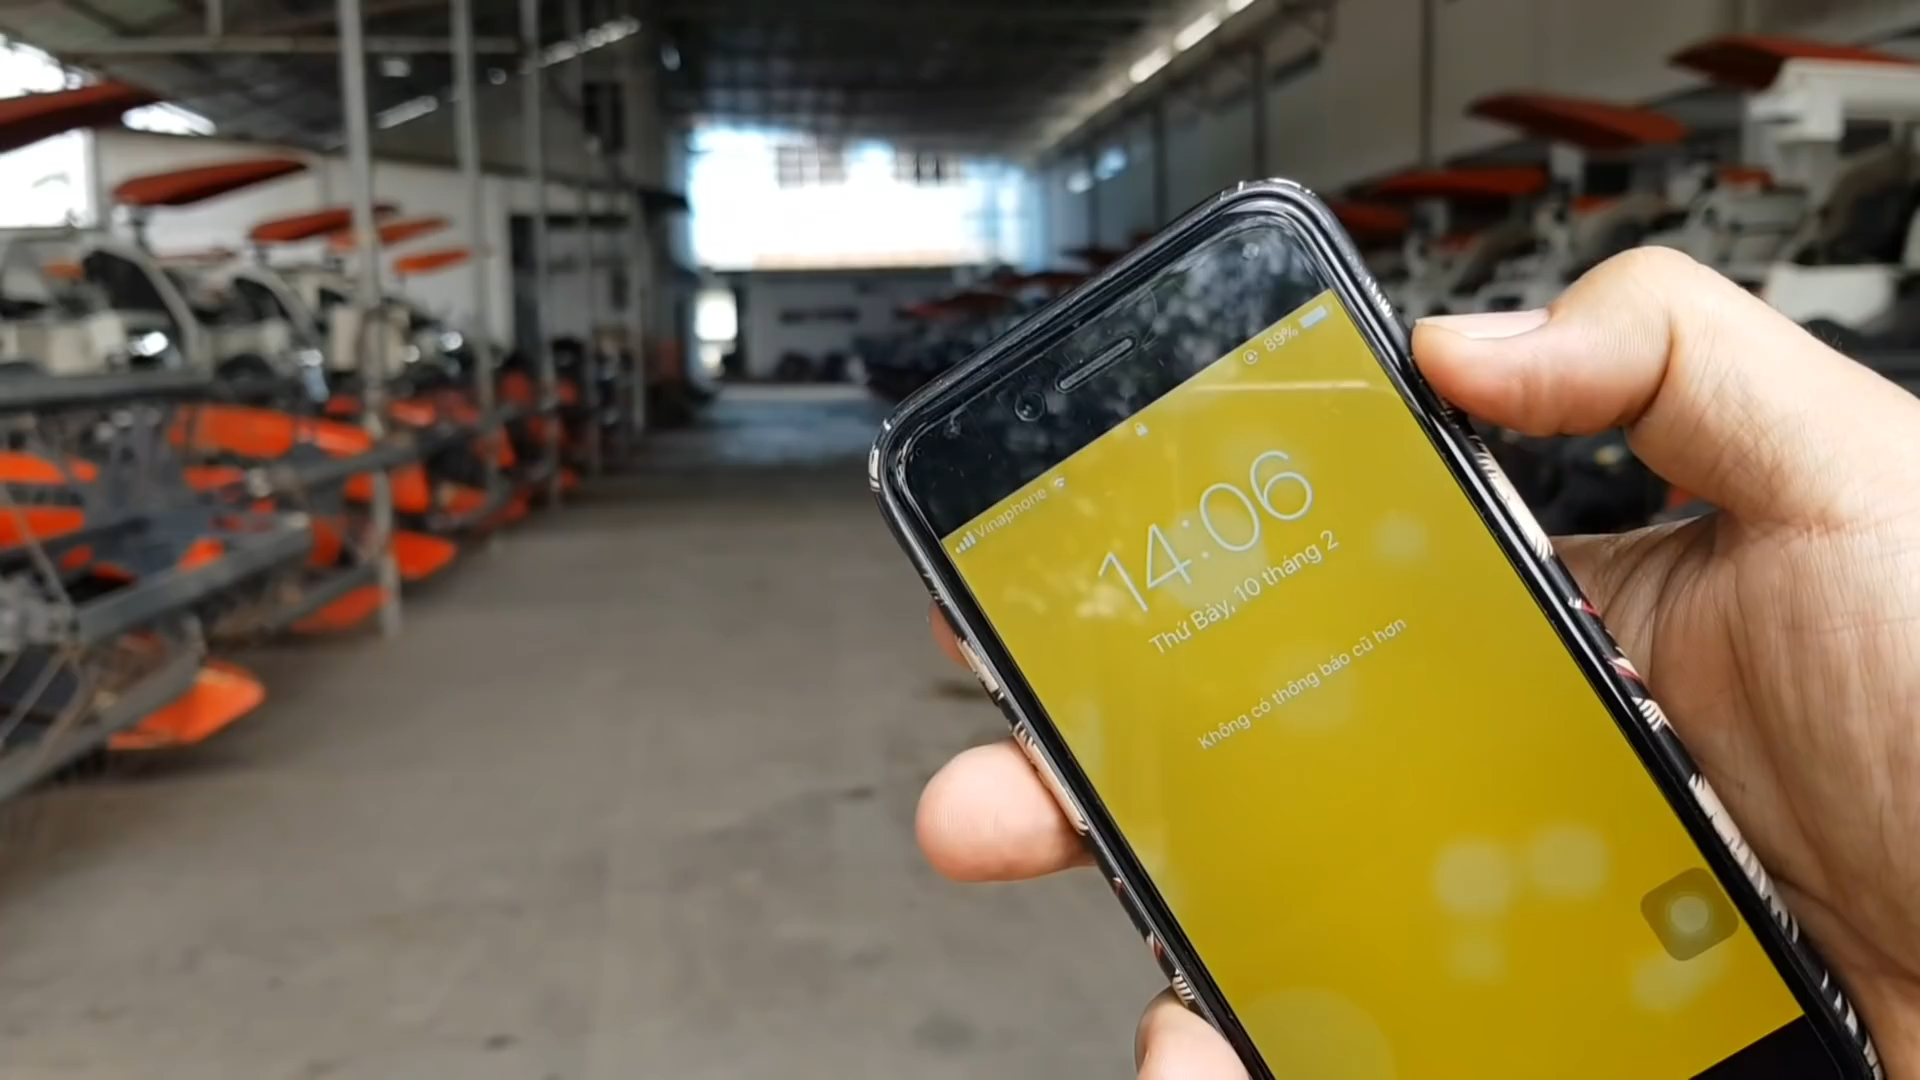 Vinaphone 89%
14:06
Thứ Bảy, 10 tháng 2
Không có thông báo cũ hơn